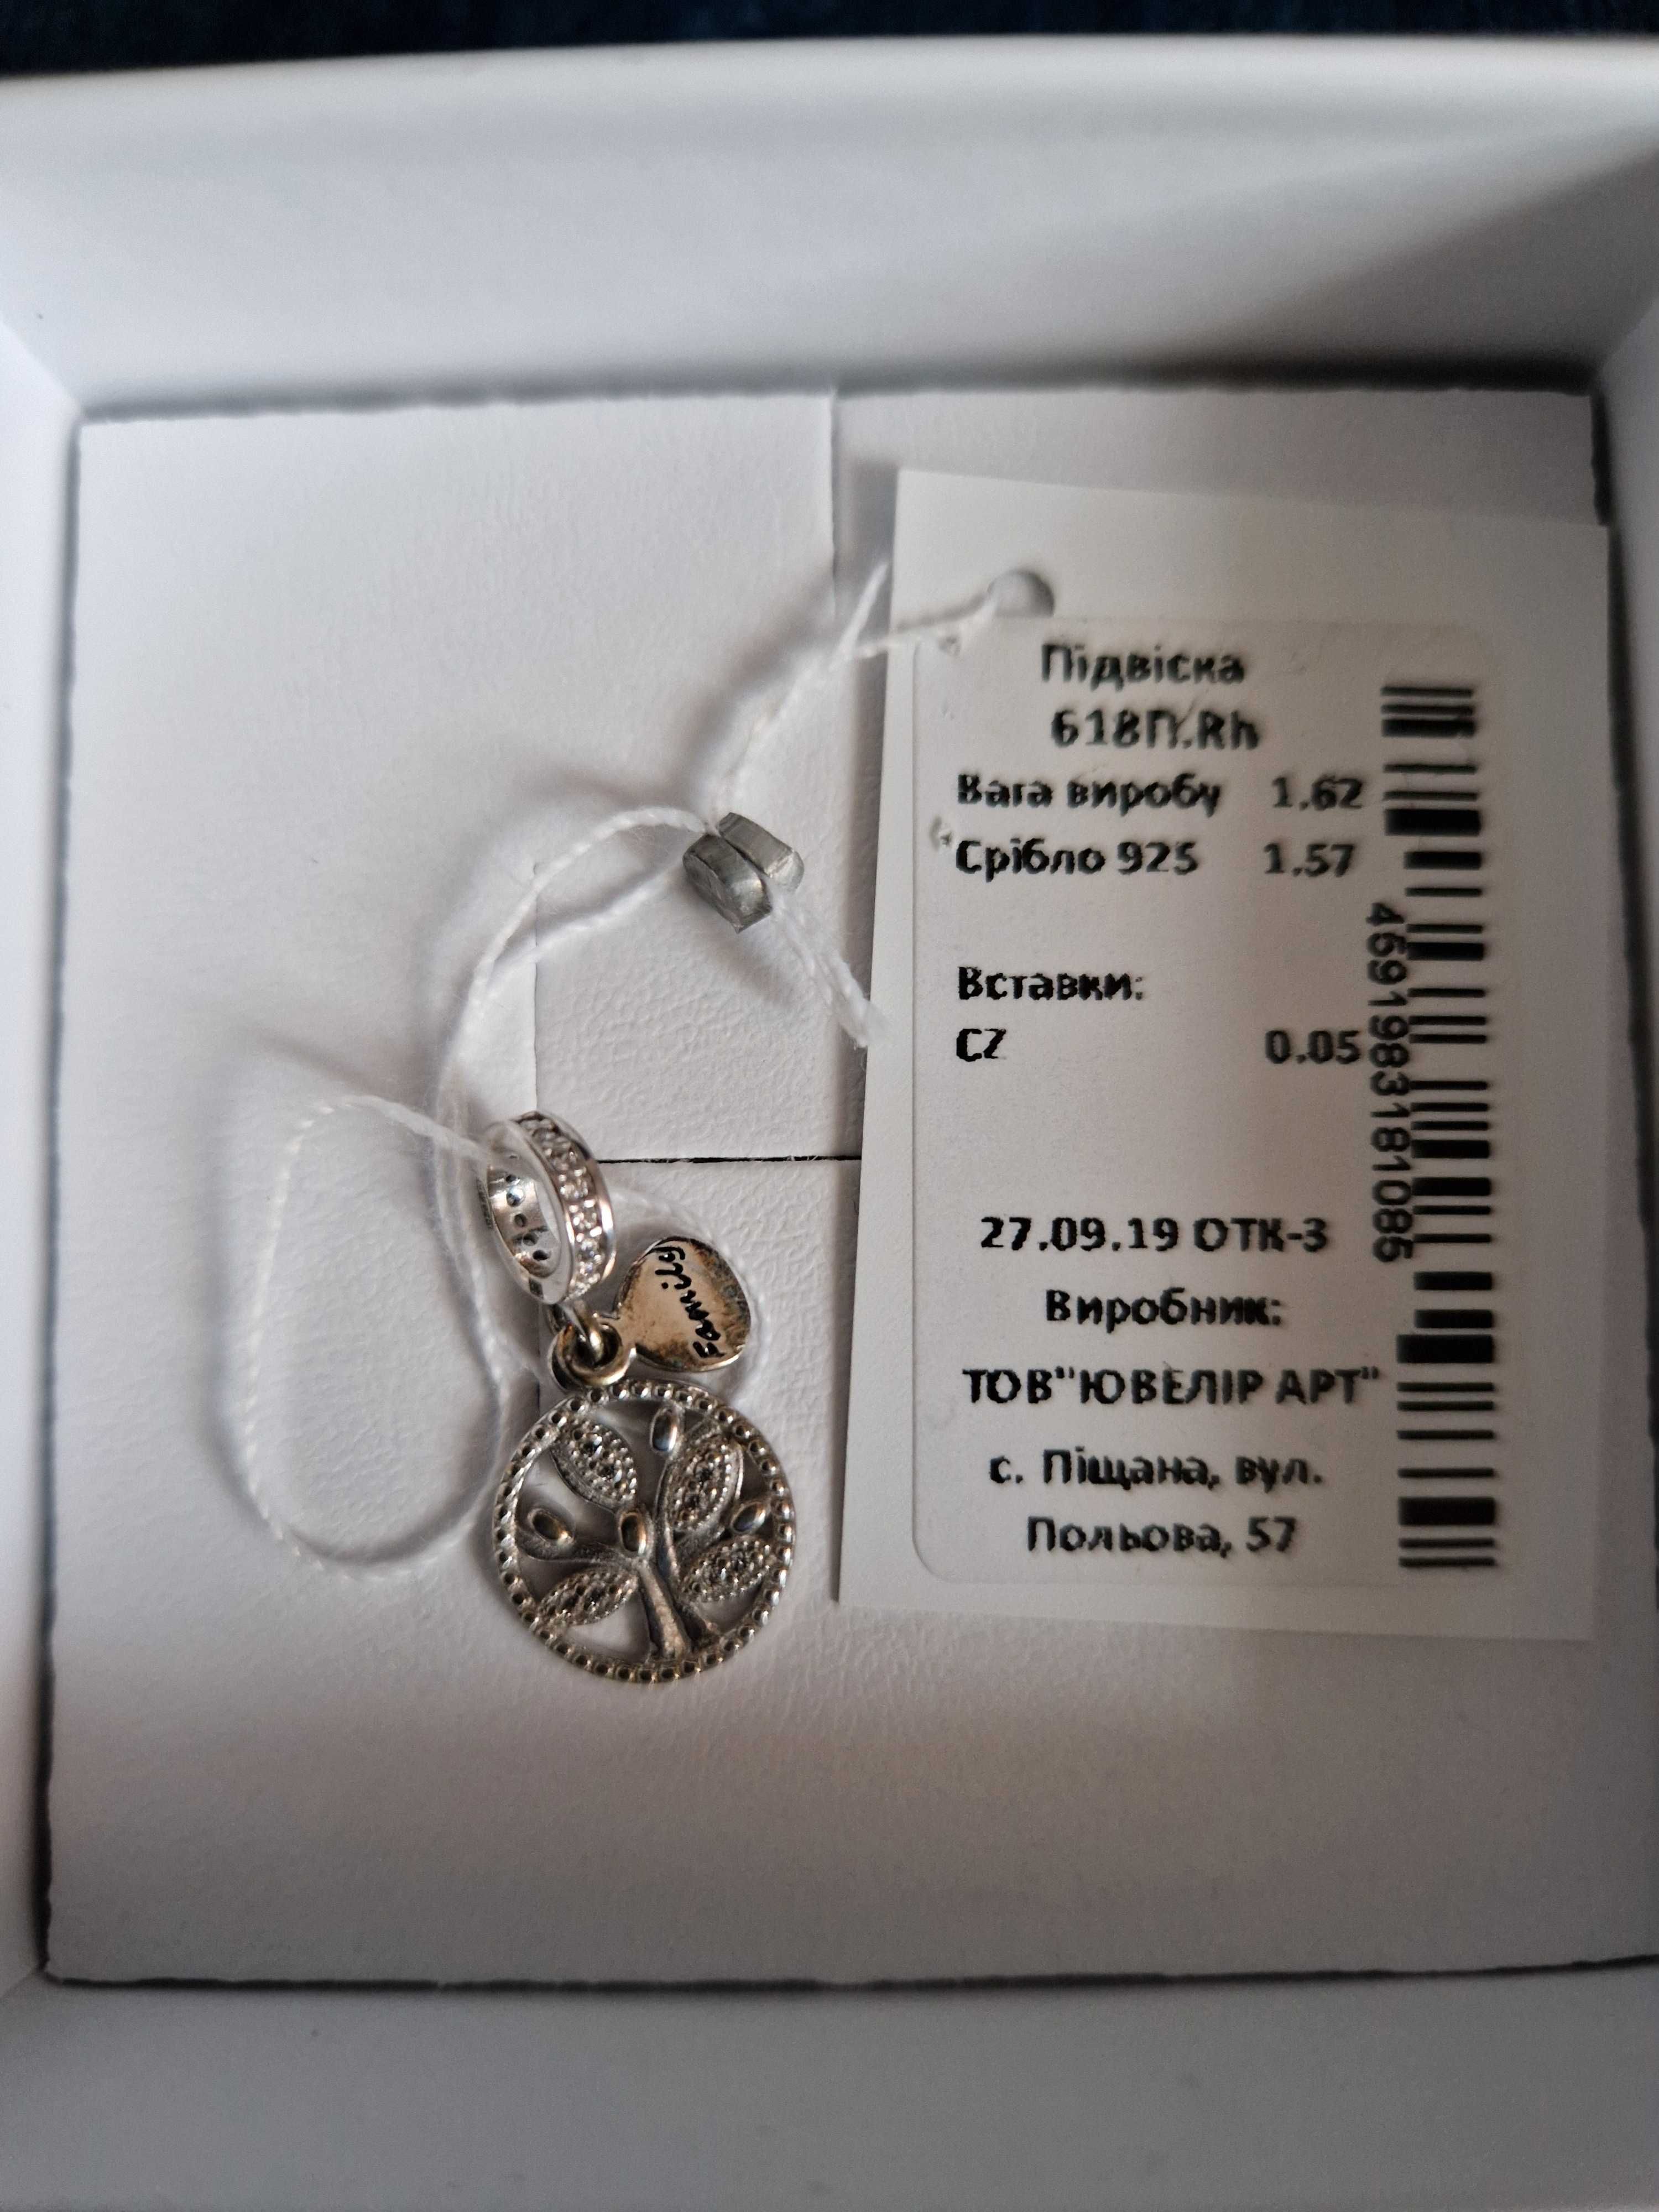 Підвіска
618П.Rh
Вага виробу 1.62
Срібло 925 1.57
Вставки:
CZ 0.05
27.09.19 ОТК-3
Виробник:
ТОВ"ЮВЕЛІР АРТ"
с. Піщана, вул.
Польова, 57
4691983181085
Family